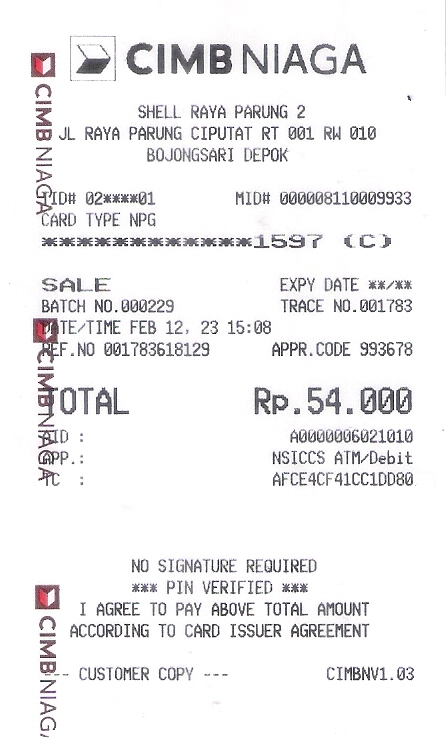 CIMB NIAGA
SHELL RAYA PARUNG 2
JL RAYA PARUNG CIPUTAT RT 001 RW 010
BOJONGSARI DEPOK
TID# 02****01 MID# 000008110009933
CARD TYPE NPG
****************1597 (C)
SALE EXPY DATE **/**
BATCH NO.000229 TRACE NO.001783
DATE/TIME FEB 12, 23 15:08
REF.NO 001783618129 APPR.CODE 993678
TOTAL Rp.54.000
AID : A0000006021010
APP.: NSICCS ATM/Debit
TC : AFCE4CF41CC1DD80
NO SIGNATURE REQUIRED
*** PIN VERIFIED ***
I AGREE TO PAY ABOVE TOTAL AMOUNT
ACCORDING TO CARD ISSUER AGREEMENT
--- CUSTOMER COPY --- CIMBNV1.03
CIMB NIAGA
CIMB NIAGA
CIMB NIAGA